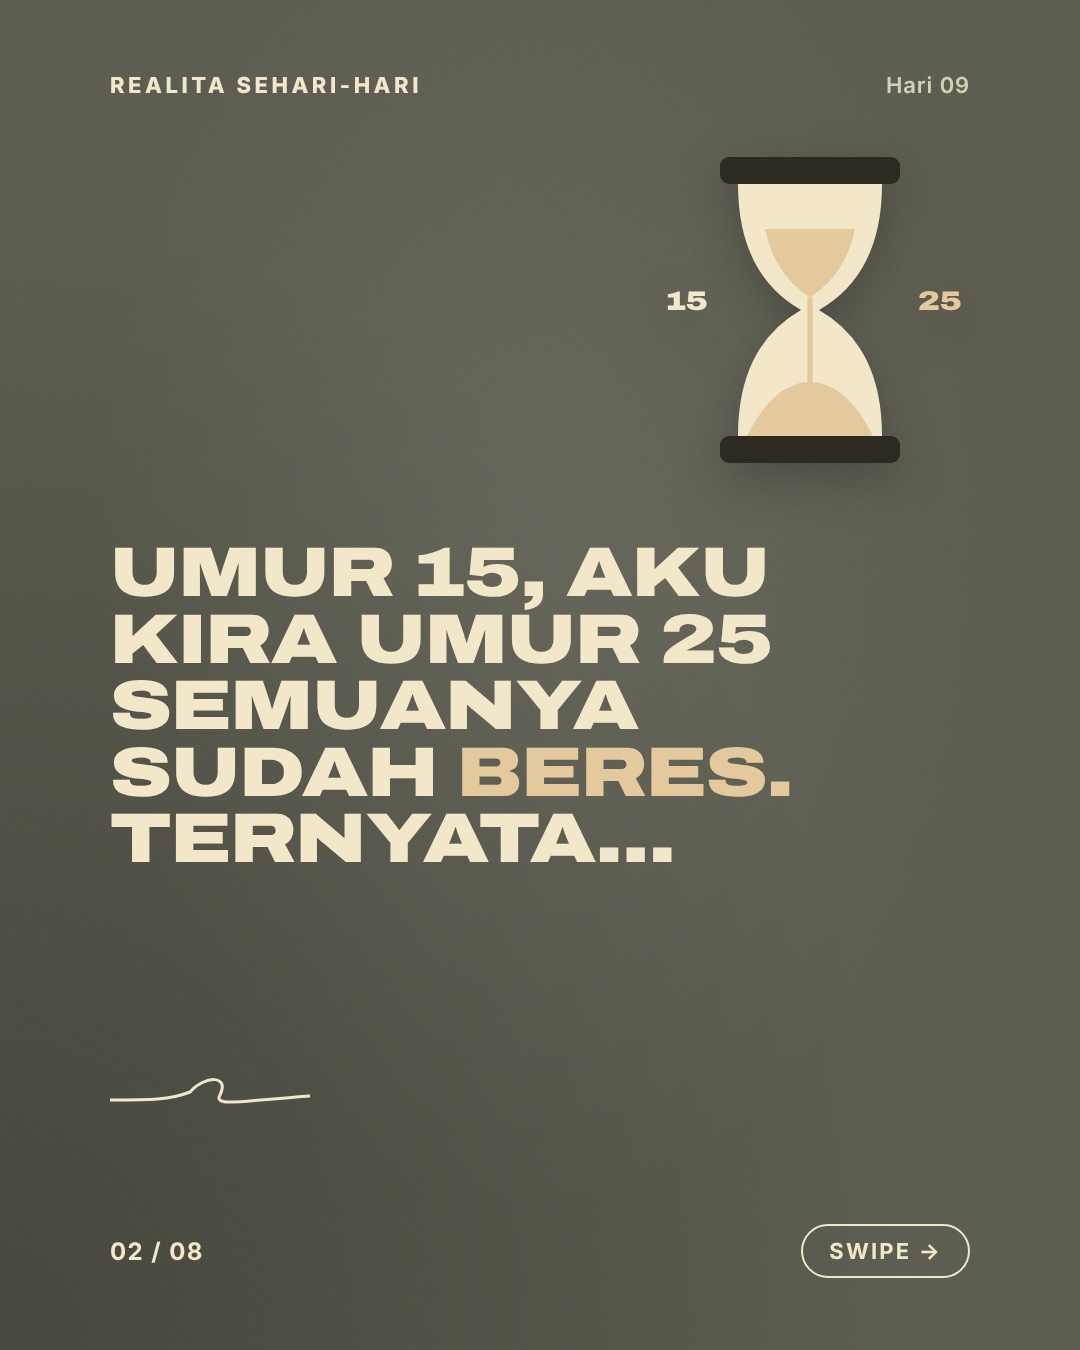 REALITA SEHARI-HARI
Hari 09
15
25
UMUR 15, AKU
KIRA UMUR 25
SEMUANYA
SUDAH BERES.
TERNYATA...
02 / 08
SWIPE →